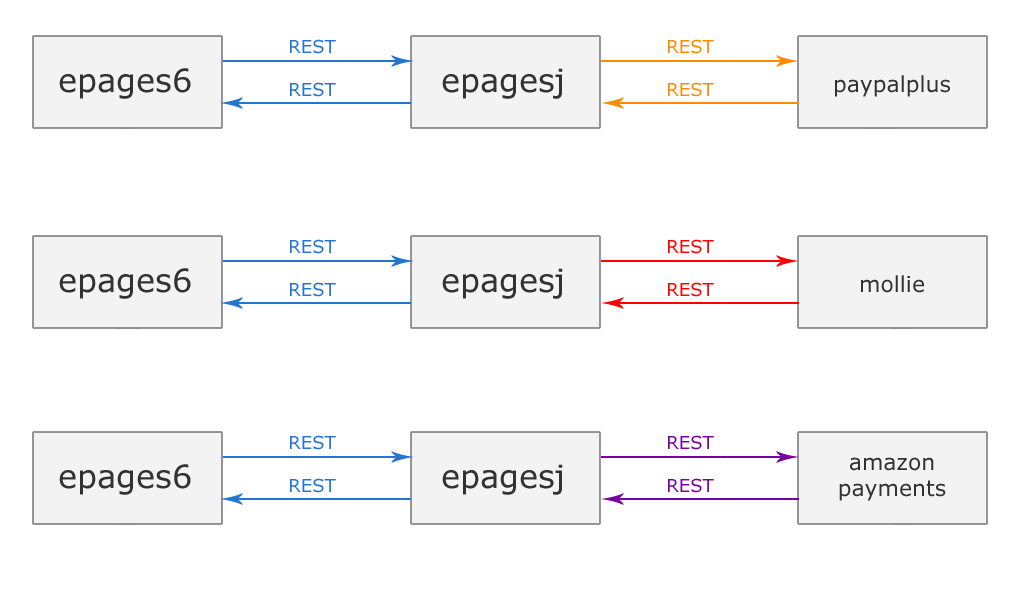 REST REST
epages6 epagesj paypalplus
REST REST
REST REST
epages6 epagesj mollie
REST REST
REST REST
epages6 epagesj amazon
payments
REST REST